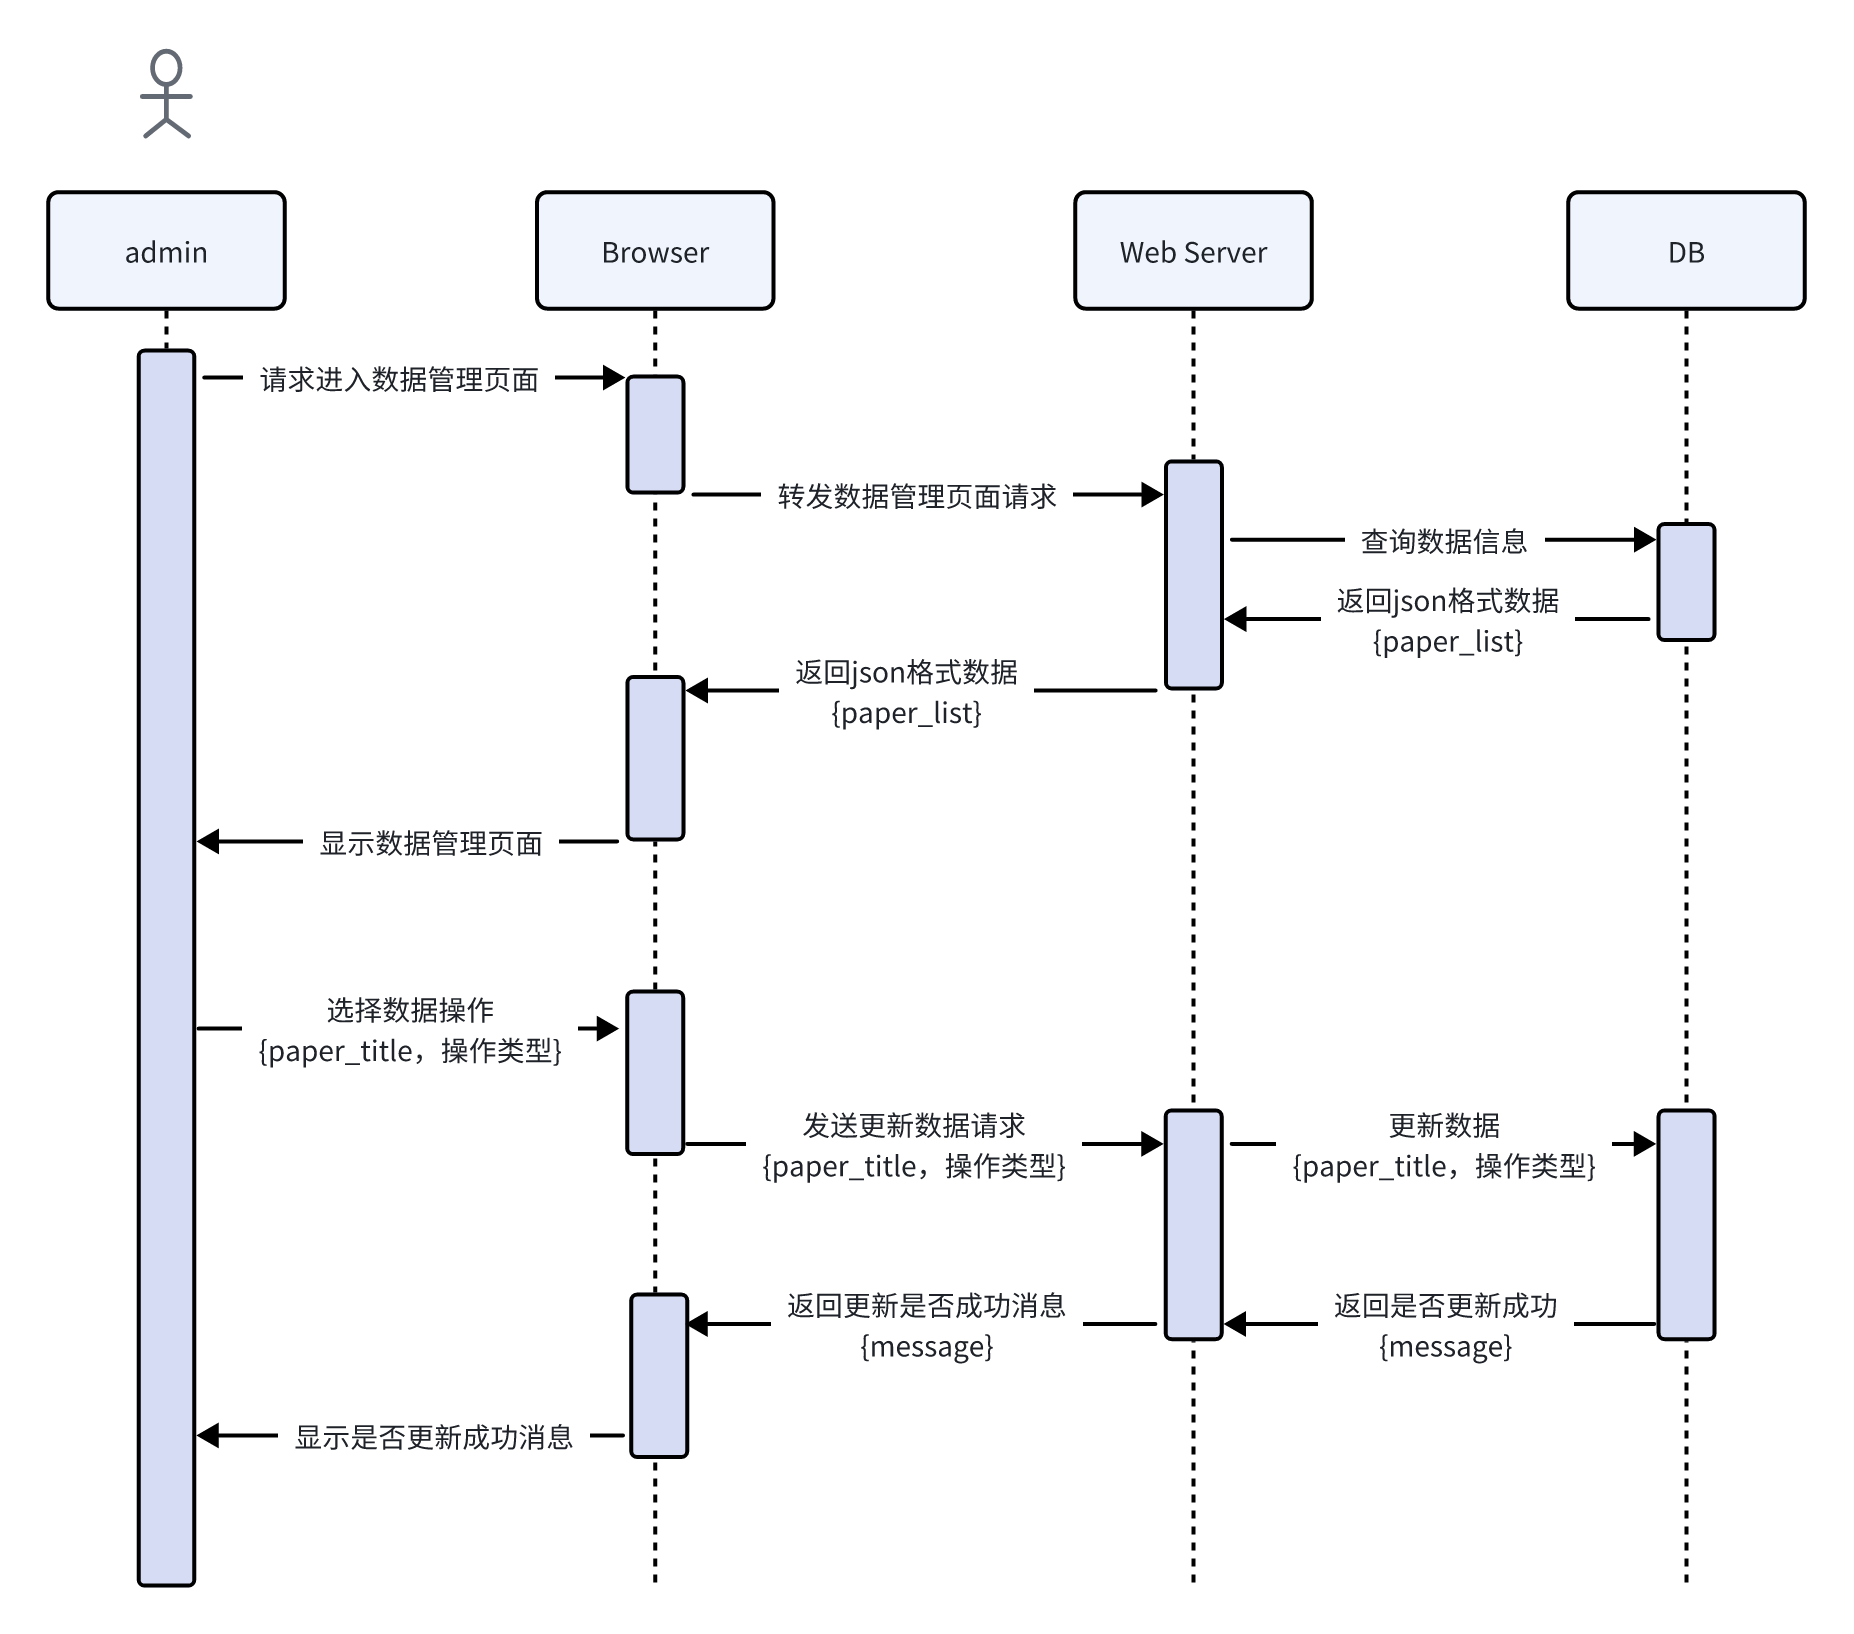 admin
Browser
Web Server
DB
请求进入数据管理页面
转发数据管理页面请求
查询数据信息
返回json格式数据
{paper_list}
返回json格式数据
{paper_list}
显示数据管理页面
选择数据操作
{paper_title，操作类型}
发送更新数据请求
{paper_title，操作类型}
更新数据
{paper_title，操作类型}
返回更新是否成功消息
{message}
返回是否更新成功
{message}
显示是否更新成功消息